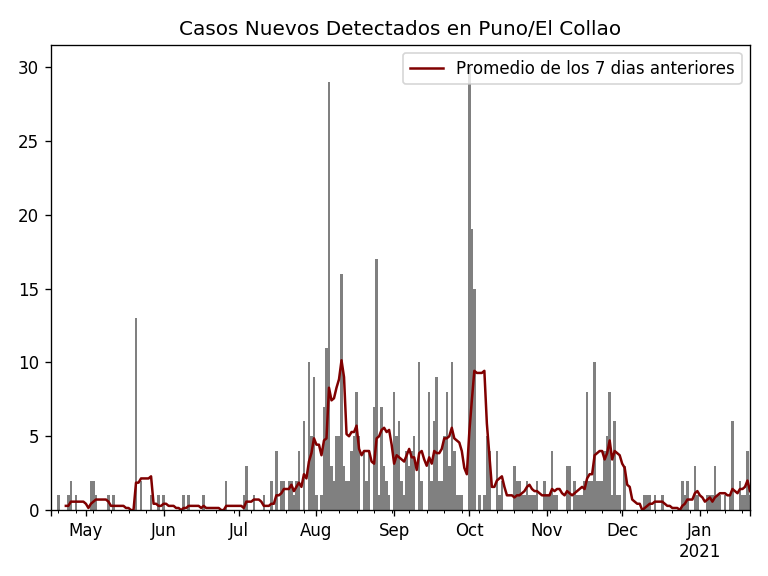 Casos Nuevos Detectados en Puno/El Collao
Promedio de los 7 dias anteriores
30
25
20
15
10
5
0
May Jun Jul Aug Sep Oct Nov Dec Jan
2021